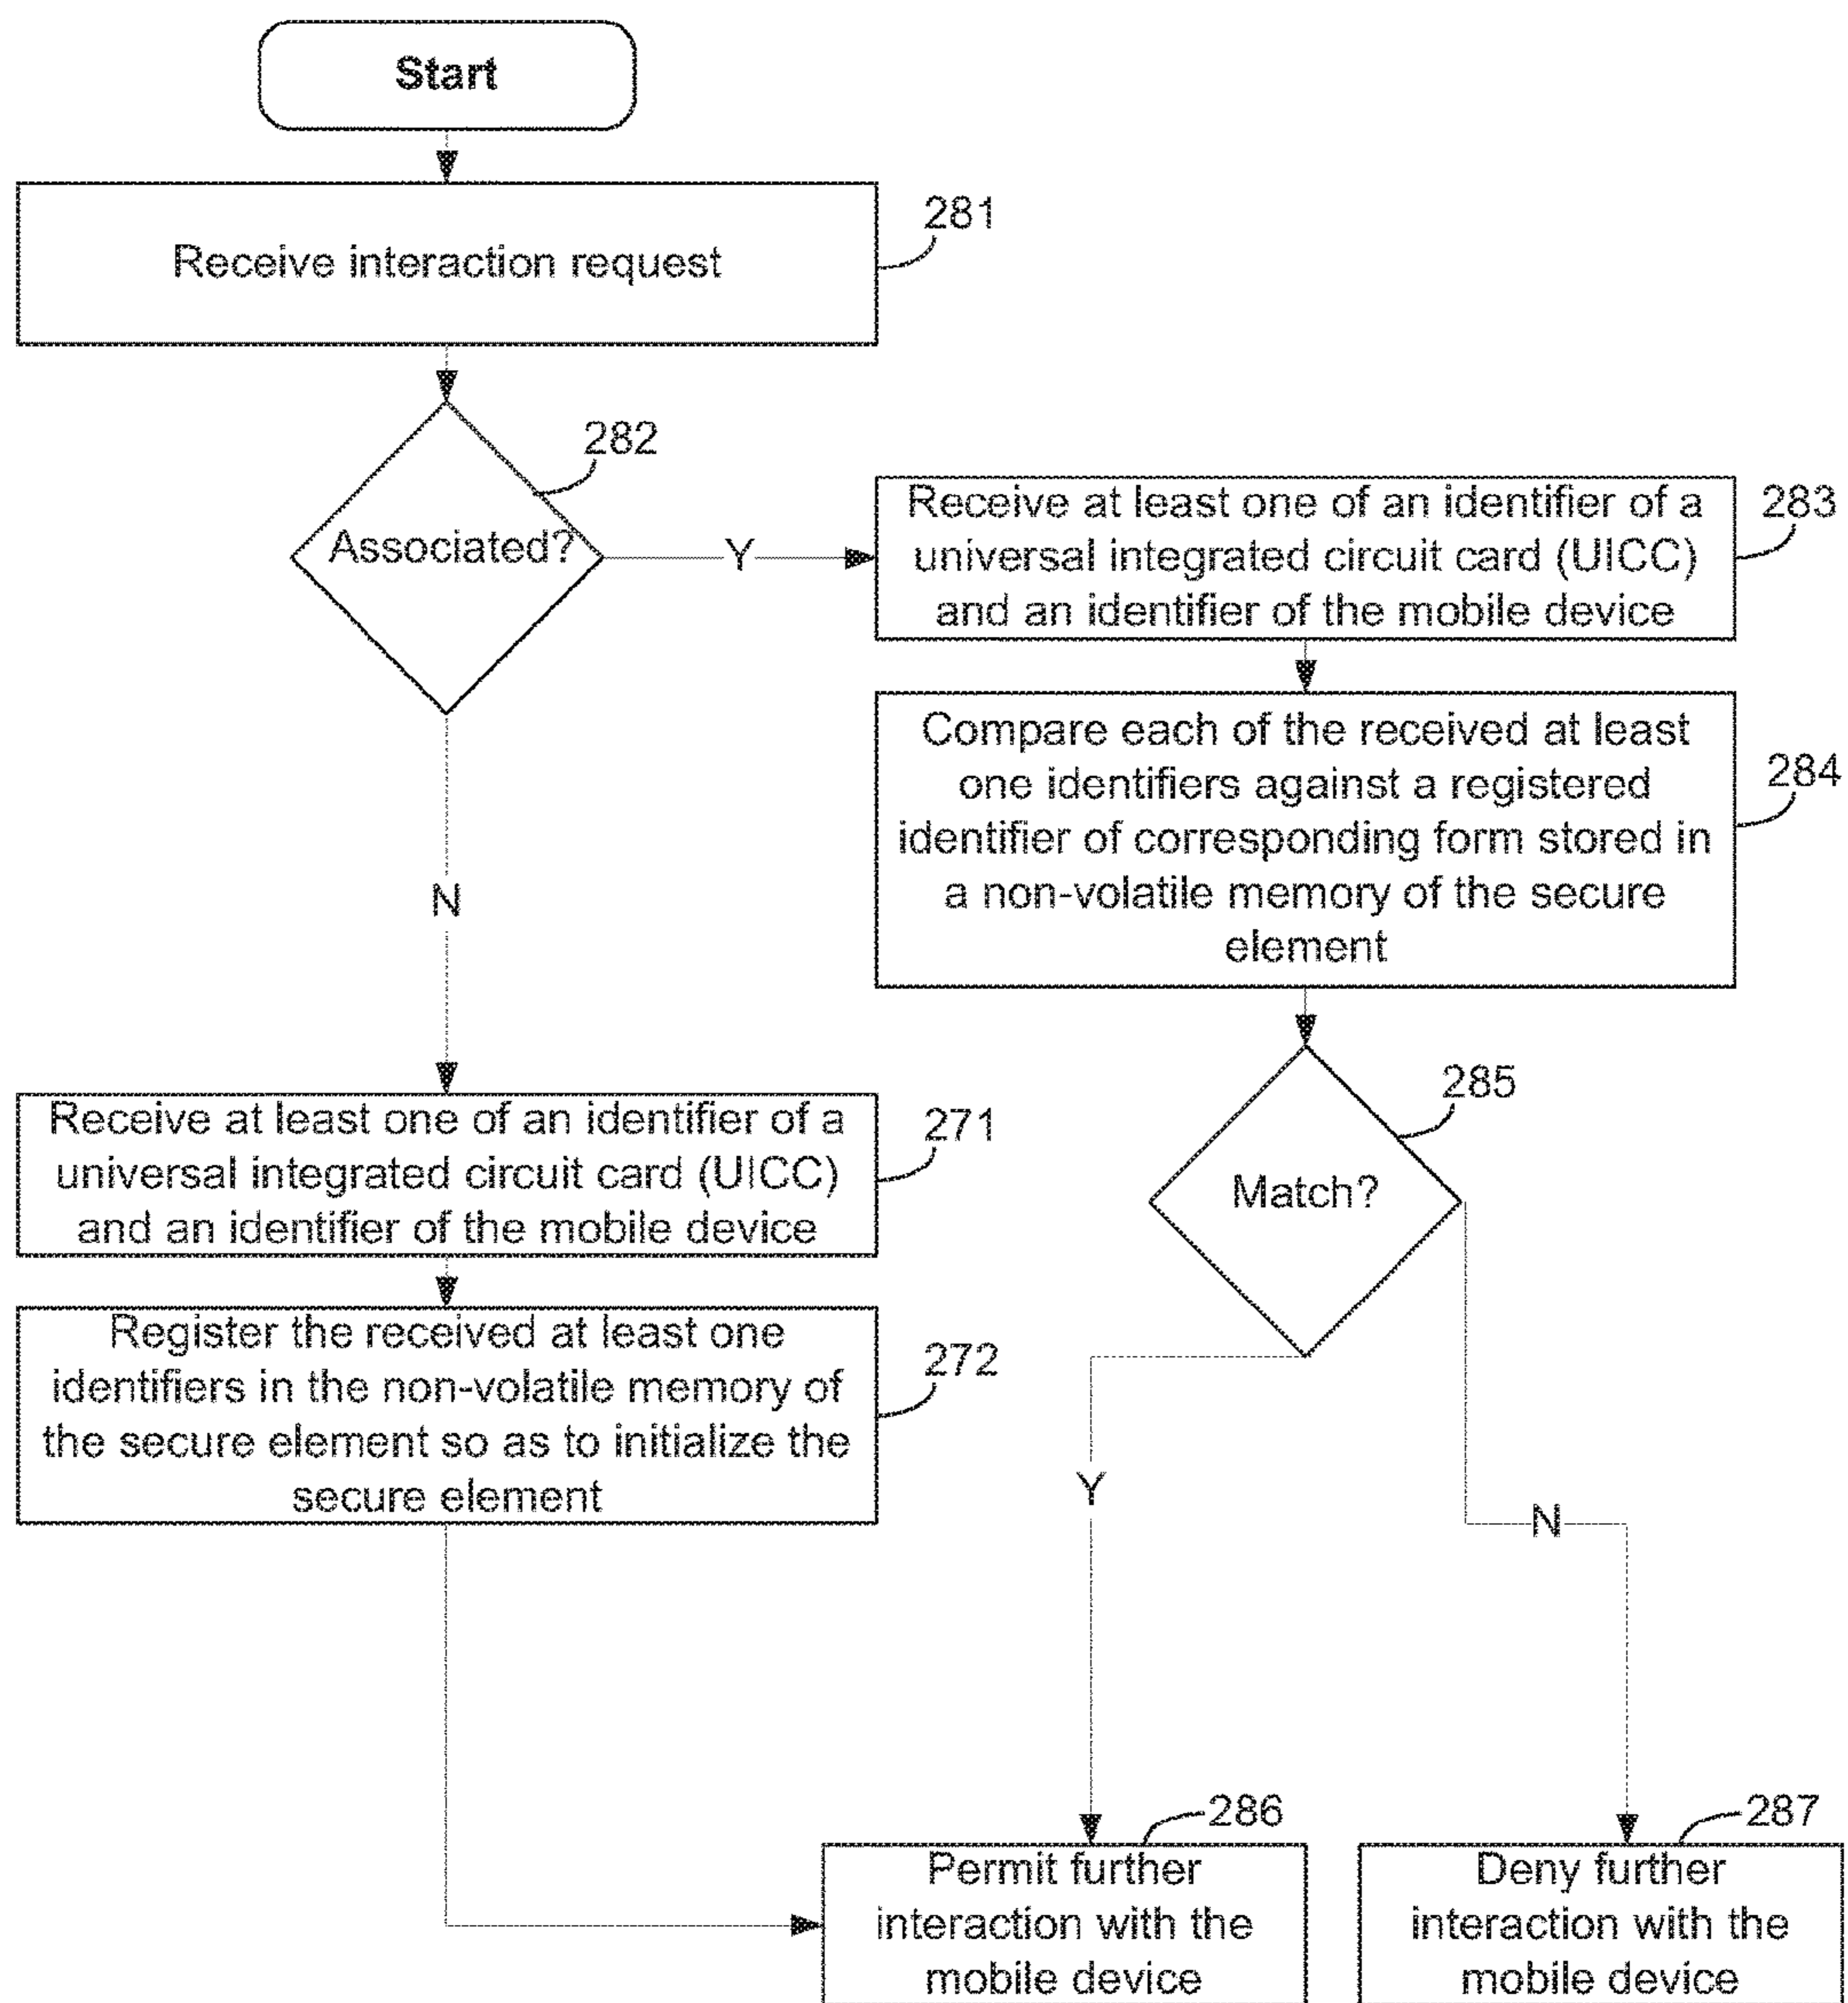 Start
Receive interaction request
281
282
Associated?
Y
Receive at least one of an identifier of a
universal integrated circuit card (UICC)
and an identifier of the mobile device
283
Compare each of the received at least
one identifiers against a registered
identifier of corresponding form stored in
a non-volatile memory of the secure
element
284
N
285
Match?
Receive at least one of an identifier of a
universal integrated circuit card (UICC)
and an identifier of the mobile device
271
Register the received at least one
identifiers in the non-volatile memory of
the secure element so as to initialize the
secure element
272
Y
N
286
Permit further
interaction with the
mobile device
287
Deny further
interaction with the
mobile device